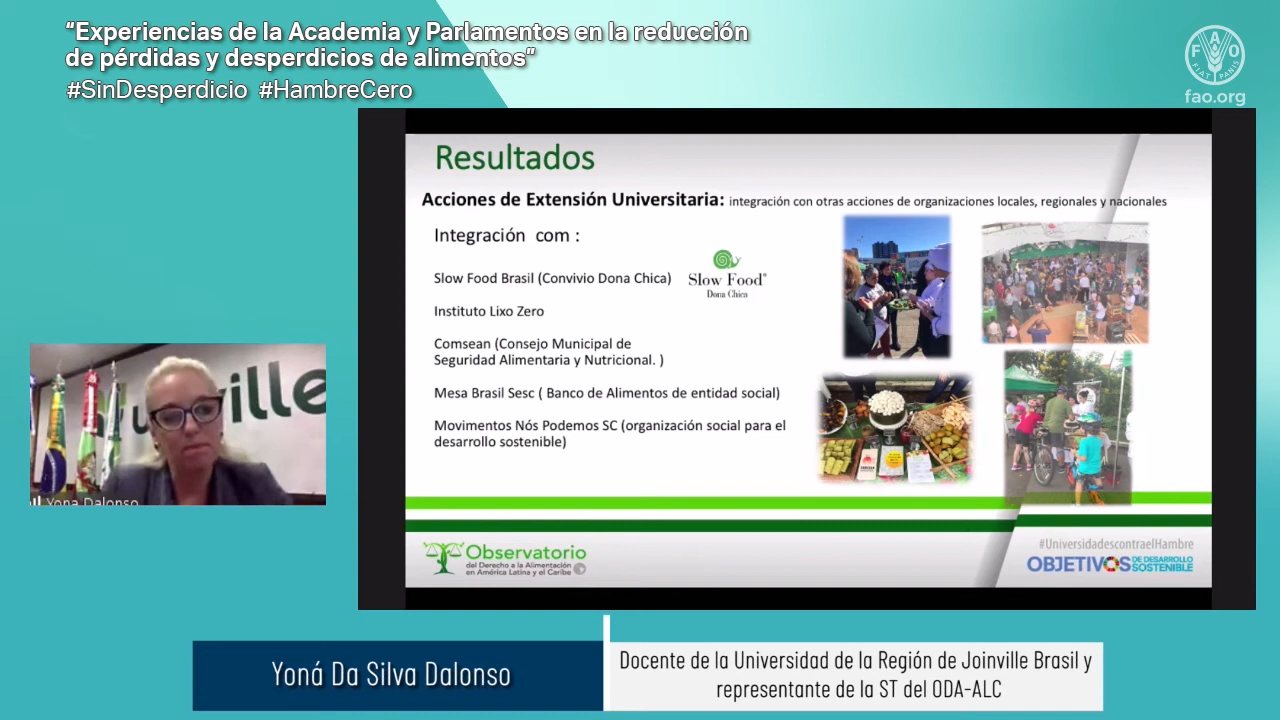 “Experiencias de la Academia y Parlamentos en la reducción
de pérdidas y desperdicios de alimentos”
#SinDesperdicio #HambreCero
FAO
FIAT PANIS
fao.org
Resultados
Acciones de Extensión Universitaria: integración con otras acciones de organizaciones locales, regionales y nacionales
Integración com :
Slow Food Brasil (Convivio Dona Chica)
Slow Food®
Dona Chica
Instituto Lixo Zero
Comsean (Consejo Municipal de
Seguridad Alimentaria y Nutricional. )
Mesa Brasil Sesc ( Banco de Alimentos de entidad social)
Movimentos Nós Podemos SC (organización social para el
desarrollo sostenible)
ville
Yona Dalonso
Observatorio
del Derecho a la Alimentación
en América Latina y el Caribe
#UniversidadescontraelHambre
OBJETIVOS DE DESARROLLO
SOSTENIBLE
Yoná Da Silva Dalonso
Docente de la Universidad de la Región de Joinville Brasil y
representante de la ST del ODA-ALC